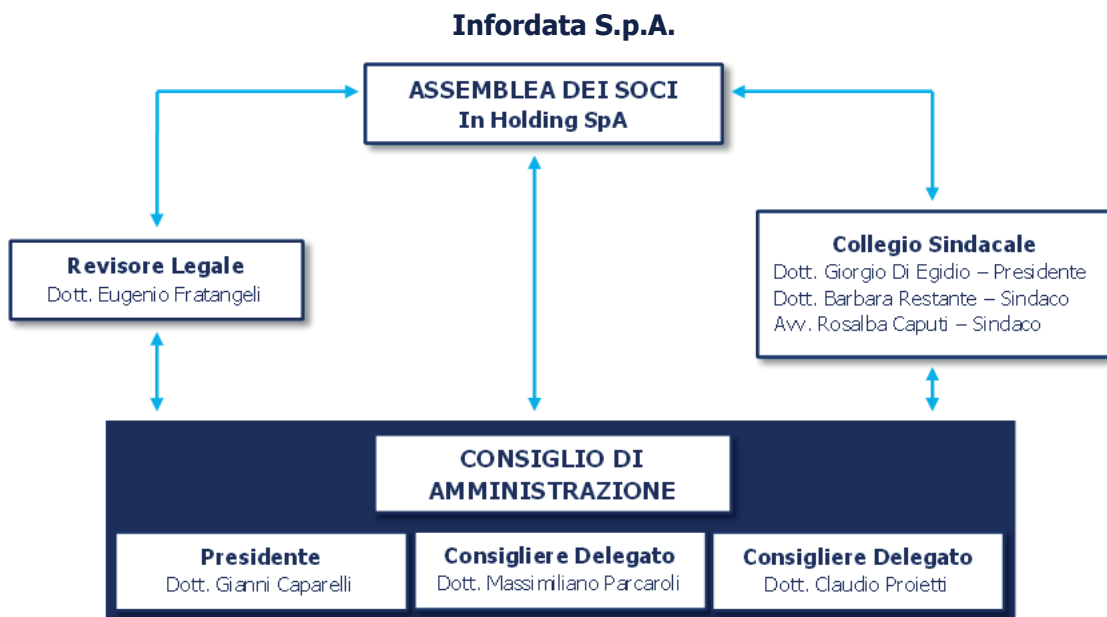 Infordata S.p.A.
ASSEMBLEA DEI SOCI
In Holding SpA
Revisore Legale
Dott. Eugenio Fratangeli
Collegio Sindacale
Dott. Giorgio Di Egidio – Presidente
Dott. Barbara Restante – Sindaco
Avv. Rosalba Caputi – Sindaco
CONSIGLIO DI
AMMINISTRAZIONE
Presidente
Dott. Gianni Caparelli
Consigliere Delegato
Dott. Massimiliano Parcaroli
Consigliere Delegato
Dott. Claudio Proietti